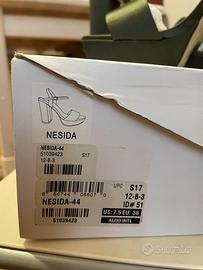 NESIDA
NESIDA-44
51039423 $17
12-8-3
UPC $17
12-8-3
ID# 51
NESIDA-44
US: 7.5 EU: 38
51039423
ALDO INTL
Subito